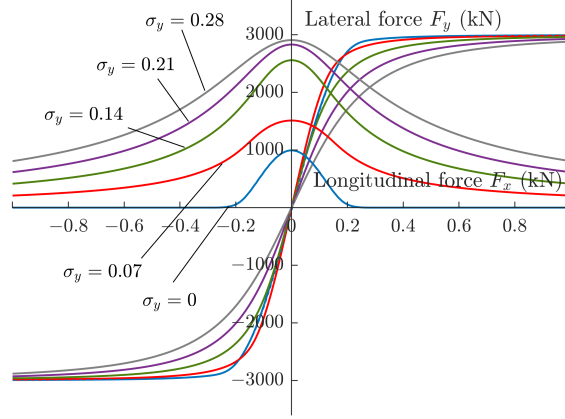 Lateral force F_y (kN)
3000
σ_y = 0.28
σ_y = 0.21
2000
σ_y = 0.14
1000
Longitudinal force F_x (kN)
−0.8 −0.6 −0.4 −0.2 0 0.2 0.4 0.6 0.8
σ_y = 0.07
−1000
σ_y = 0
−2000
−3000